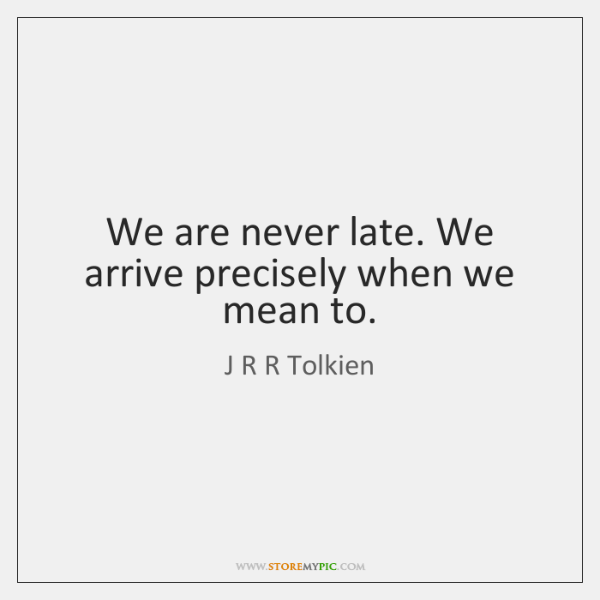 We are never late. We
arrive precisely when we
mean to.
J R R Tolkien
WWW.STOREMYPIC.COM